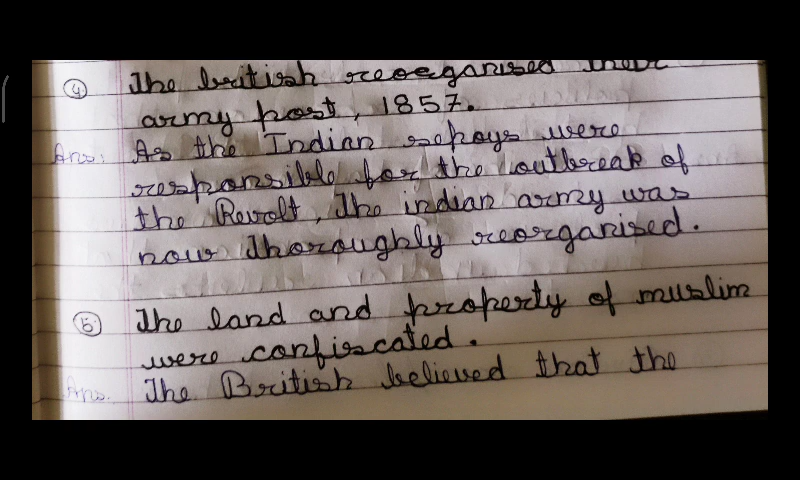 4 The british reoeganised their
army post, 1857.
Ans: As the Indian sepoys were
responsible for the outbreak of
the Revolt, The indian army was
now thoroughly reorganised.
5 The land and property of muslim
were confiscated.
Ans. The British believed that the